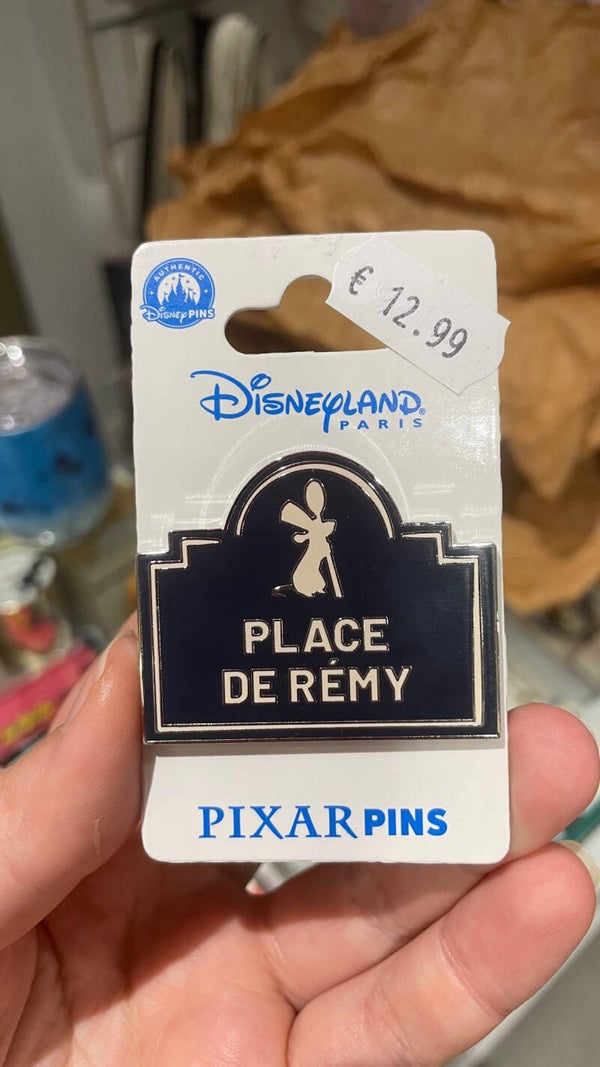 AUTHENTIC
Disney PINS
€ 12.99
Disneyland®
PARIS
PLACE
DE RÉMY
PIXAR PINS